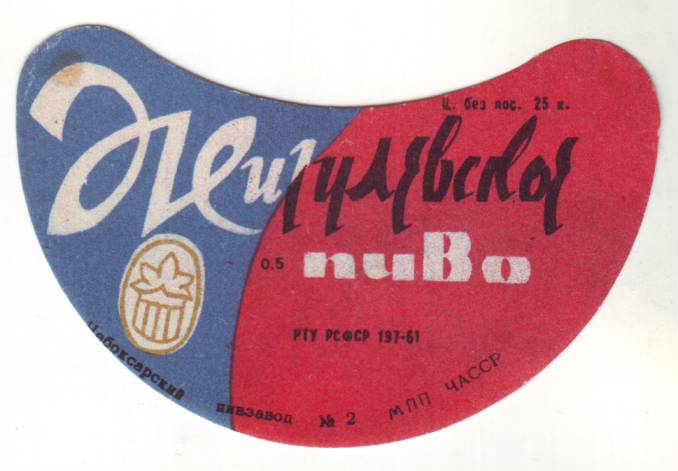 Ц. без пос. 25 к.
Жигулевское
0.5 пиво
РТУ РСФСР 197-61
Чебоксарский пивзавод № 2 МПП ЧАССР